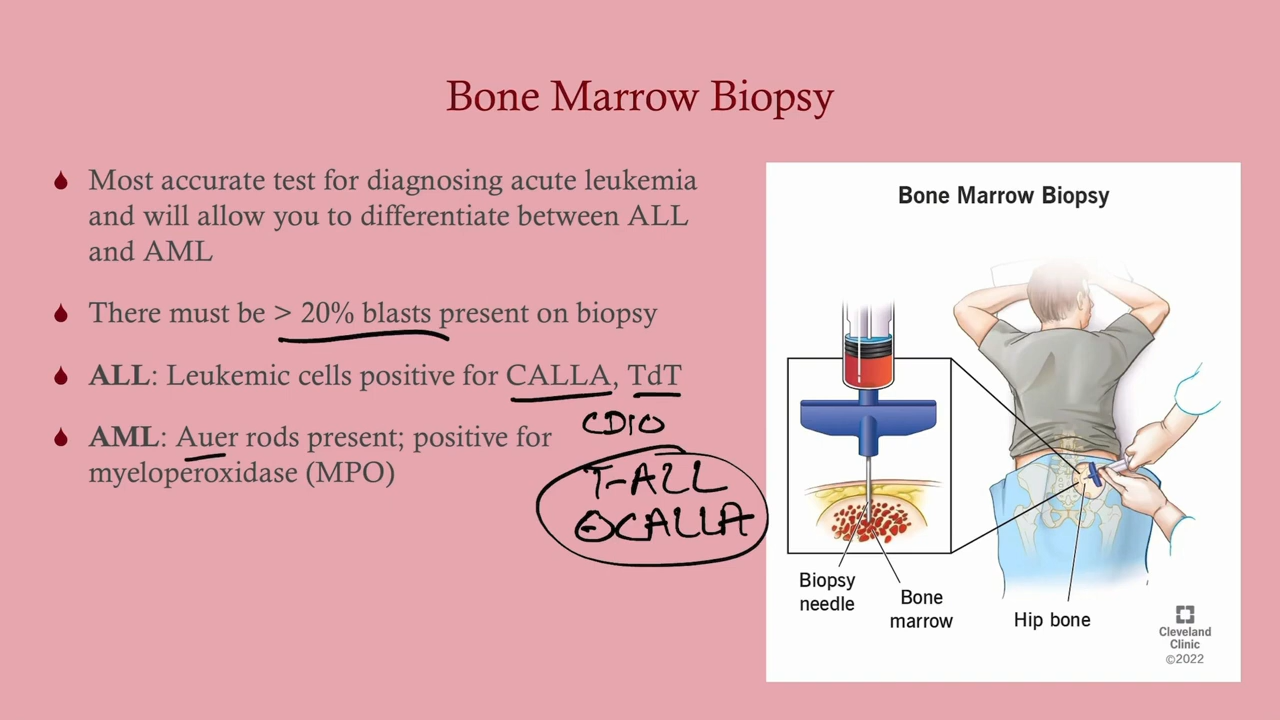 Bone Marrow Biopsy
Most accurate test for diagnosing acute leukemia
and will allow you to differentiate between ALL
and AML
There must be > 20% blasts present on biopsy
ALL: Leukemic cells positive for CALLA, TdT
CD10
AML: Auer rods present; positive for
myeloperoxidase (MPO)
T-ALL
⊖CALLA
Bone Marrow Biopsy
Biopsy
needle
Bone
marrow
Hip bone
Cleveland
Clinic
©2022